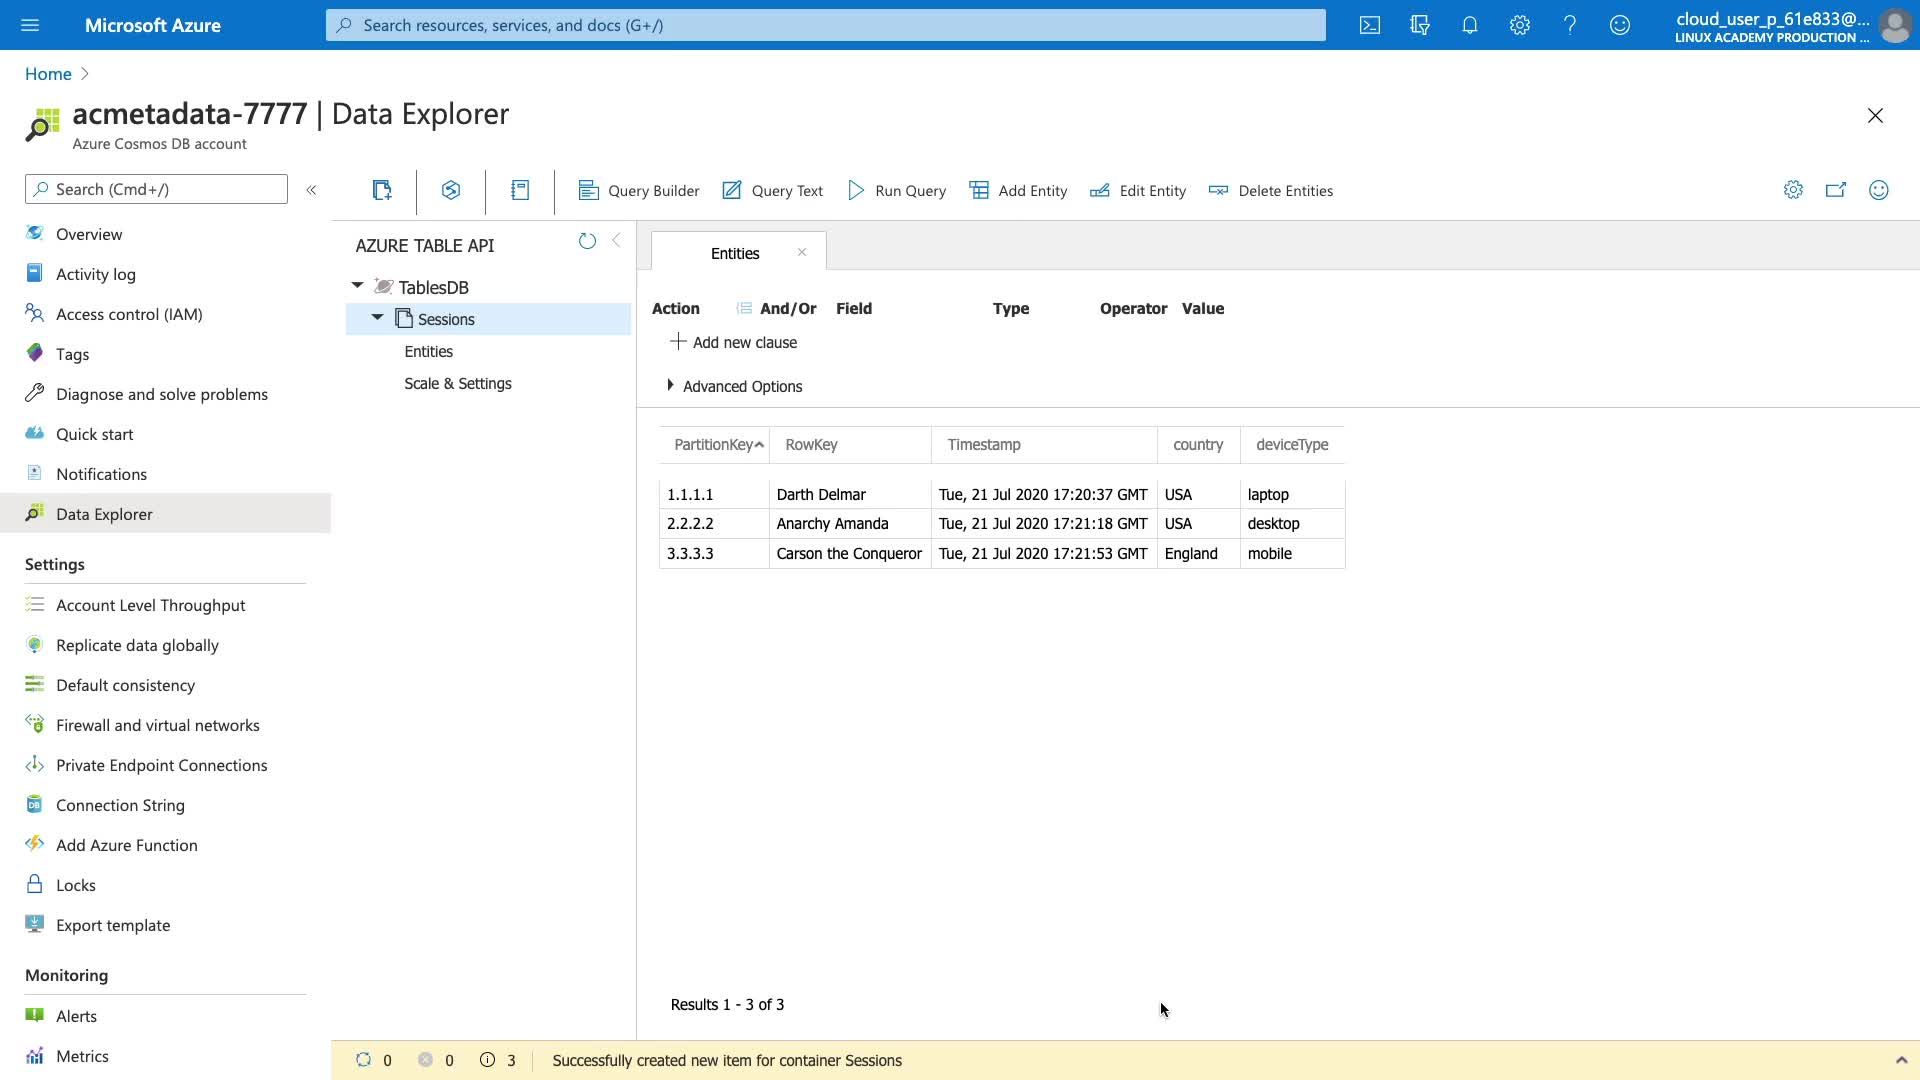 Microsoft Azure
Search resources, services, and docs (G+/)
cloud_user_p_61e833@...
LINUX ACADEMY PRODUCTION ...
Home
acmetadata-7777 | Data Explorer
Azure Cosmos DB account
Search (Cmd+/)
«
Query Builder
Query Text
Run Query
Add Entity
Edit Entity
Delete Entities
Overview
Activity log
Access control (IAM)
Tags
Diagnose and solve problems
Quick start
Notifications
Data Explorer
Settings
Account Level Throughput
Replicate data globally
Default consistency
Firewall and virtual networks
Private Endpoint Connections
Connection String
Add Azure Function
Locks
Export template
Monitoring
Alerts
Metrics
AZURE TABLE API
TablesDB
Sessions
Entities
Scale & Settings
Entities
Action And/Or Field Type Operator Value
Add new clause
Advanced Options
PartitionKey RowKey Timestamp country deviceType
1.1.1.1 Darth Delmar Tue, 21 Jul 2020 17:20:37 GMT USA laptop
2.2.2.2 Anarchy Amanda Tue, 21 Jul 2020 17:21:18 GMT USA desktop
3.3.3.3 Carson the Conqueror Tue, 21 Jul 2020 17:21:53 GMT England mobile
Results 1 - 3 of 3
0 0 3 Successfully created new item for container Sessions